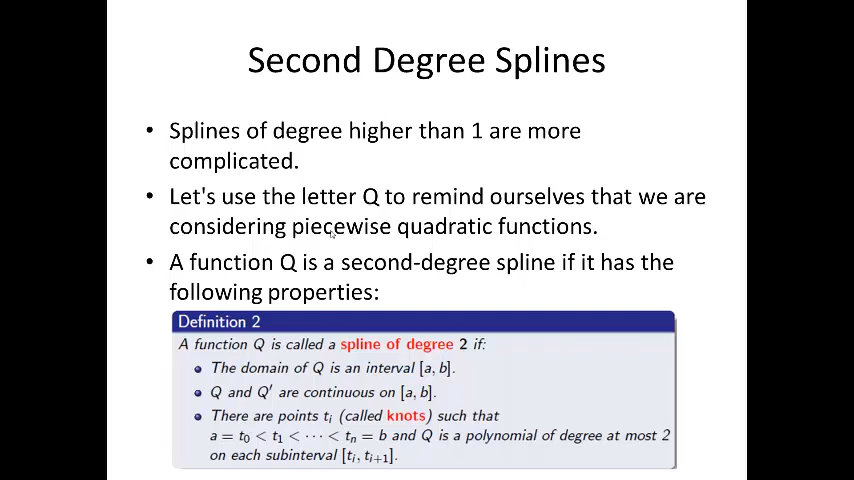 Second Degree Splines
• Splines of degree higher than 1 are more
complicated.
• Let's use the letter Q to remind ourselves that we are
considering piecewise quadratic functions.
• A function Q is a second-degree spline if it has the
following properties:
Definition 2
A function Q is called a spline of degree 2 if:
The domain of Q is an interval [a, b].
Q and Q′ are continuous on [a, b].
There are points tᵢ (called knots) such that
a = t₀ < t₁ < ⋯ < tₙ = b and Q is a polynomial of degree at most 2
on each subinterval [tᵢ, tᵢ₊₁].